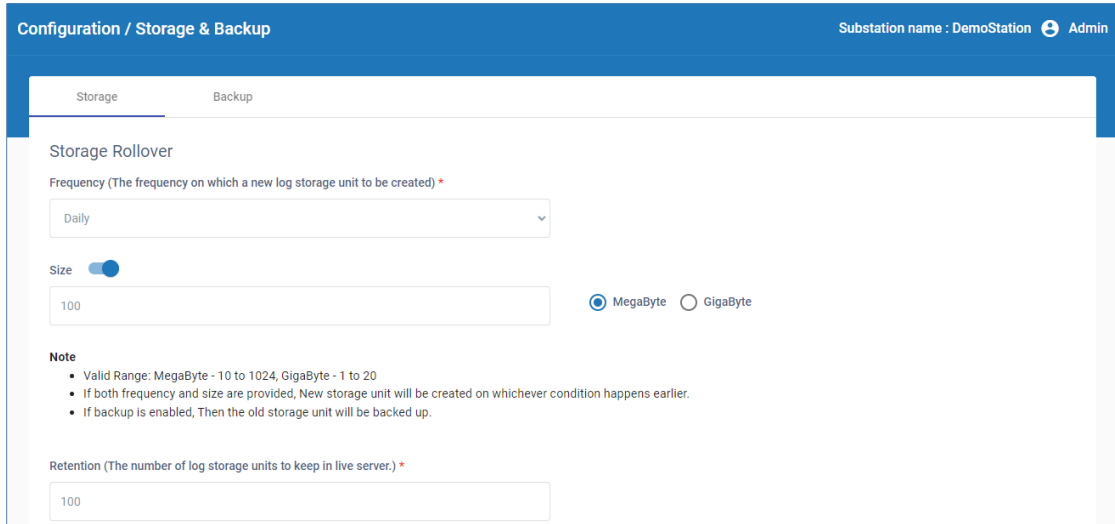 Configuration / Storage & Backup
Substation name : DemoStation Admin
Storage Backup
Storage Rollover
Frequency (The frequency on which a new log storage unit to be created) *
Daily
Size
100
MegaByte GigaByte
Note
• Valid Range: MegaByte - 10 to 1024, GigaByte - 1 to 20
• If both frequency and size are provided, New storage unit will be created on whichever condition happens earlier.
• If backup is enabled, Then the old storage unit will be backed up.
Retention (The number of log storage units to keep in live server.) *
100